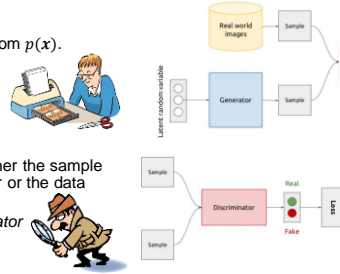 Real world
images
Sample
om p(x).
Latent random variable
Generator
Sample
her the sample
r or the data
ator
Sample
Sample
Discriminator
Real
Fake
Loss